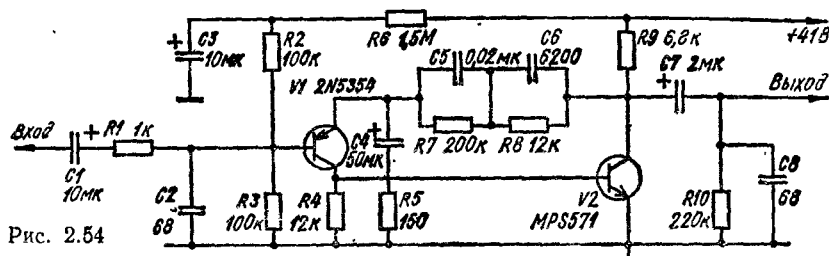 C3
10мк
R2
100к
R6 1,5М
C5 0,02мк
C6
6200
R9 6,8к
+41В
C7 2мк
Выход
V1 2N5354
Вход
R1 1к
C1
10мк
C4
50мк
R7 200к
R8 12к
C2
68
R3
100к
R4
12к
R5
150
V2
MPS571
R10
220к
C8
68
Рис. 2.54